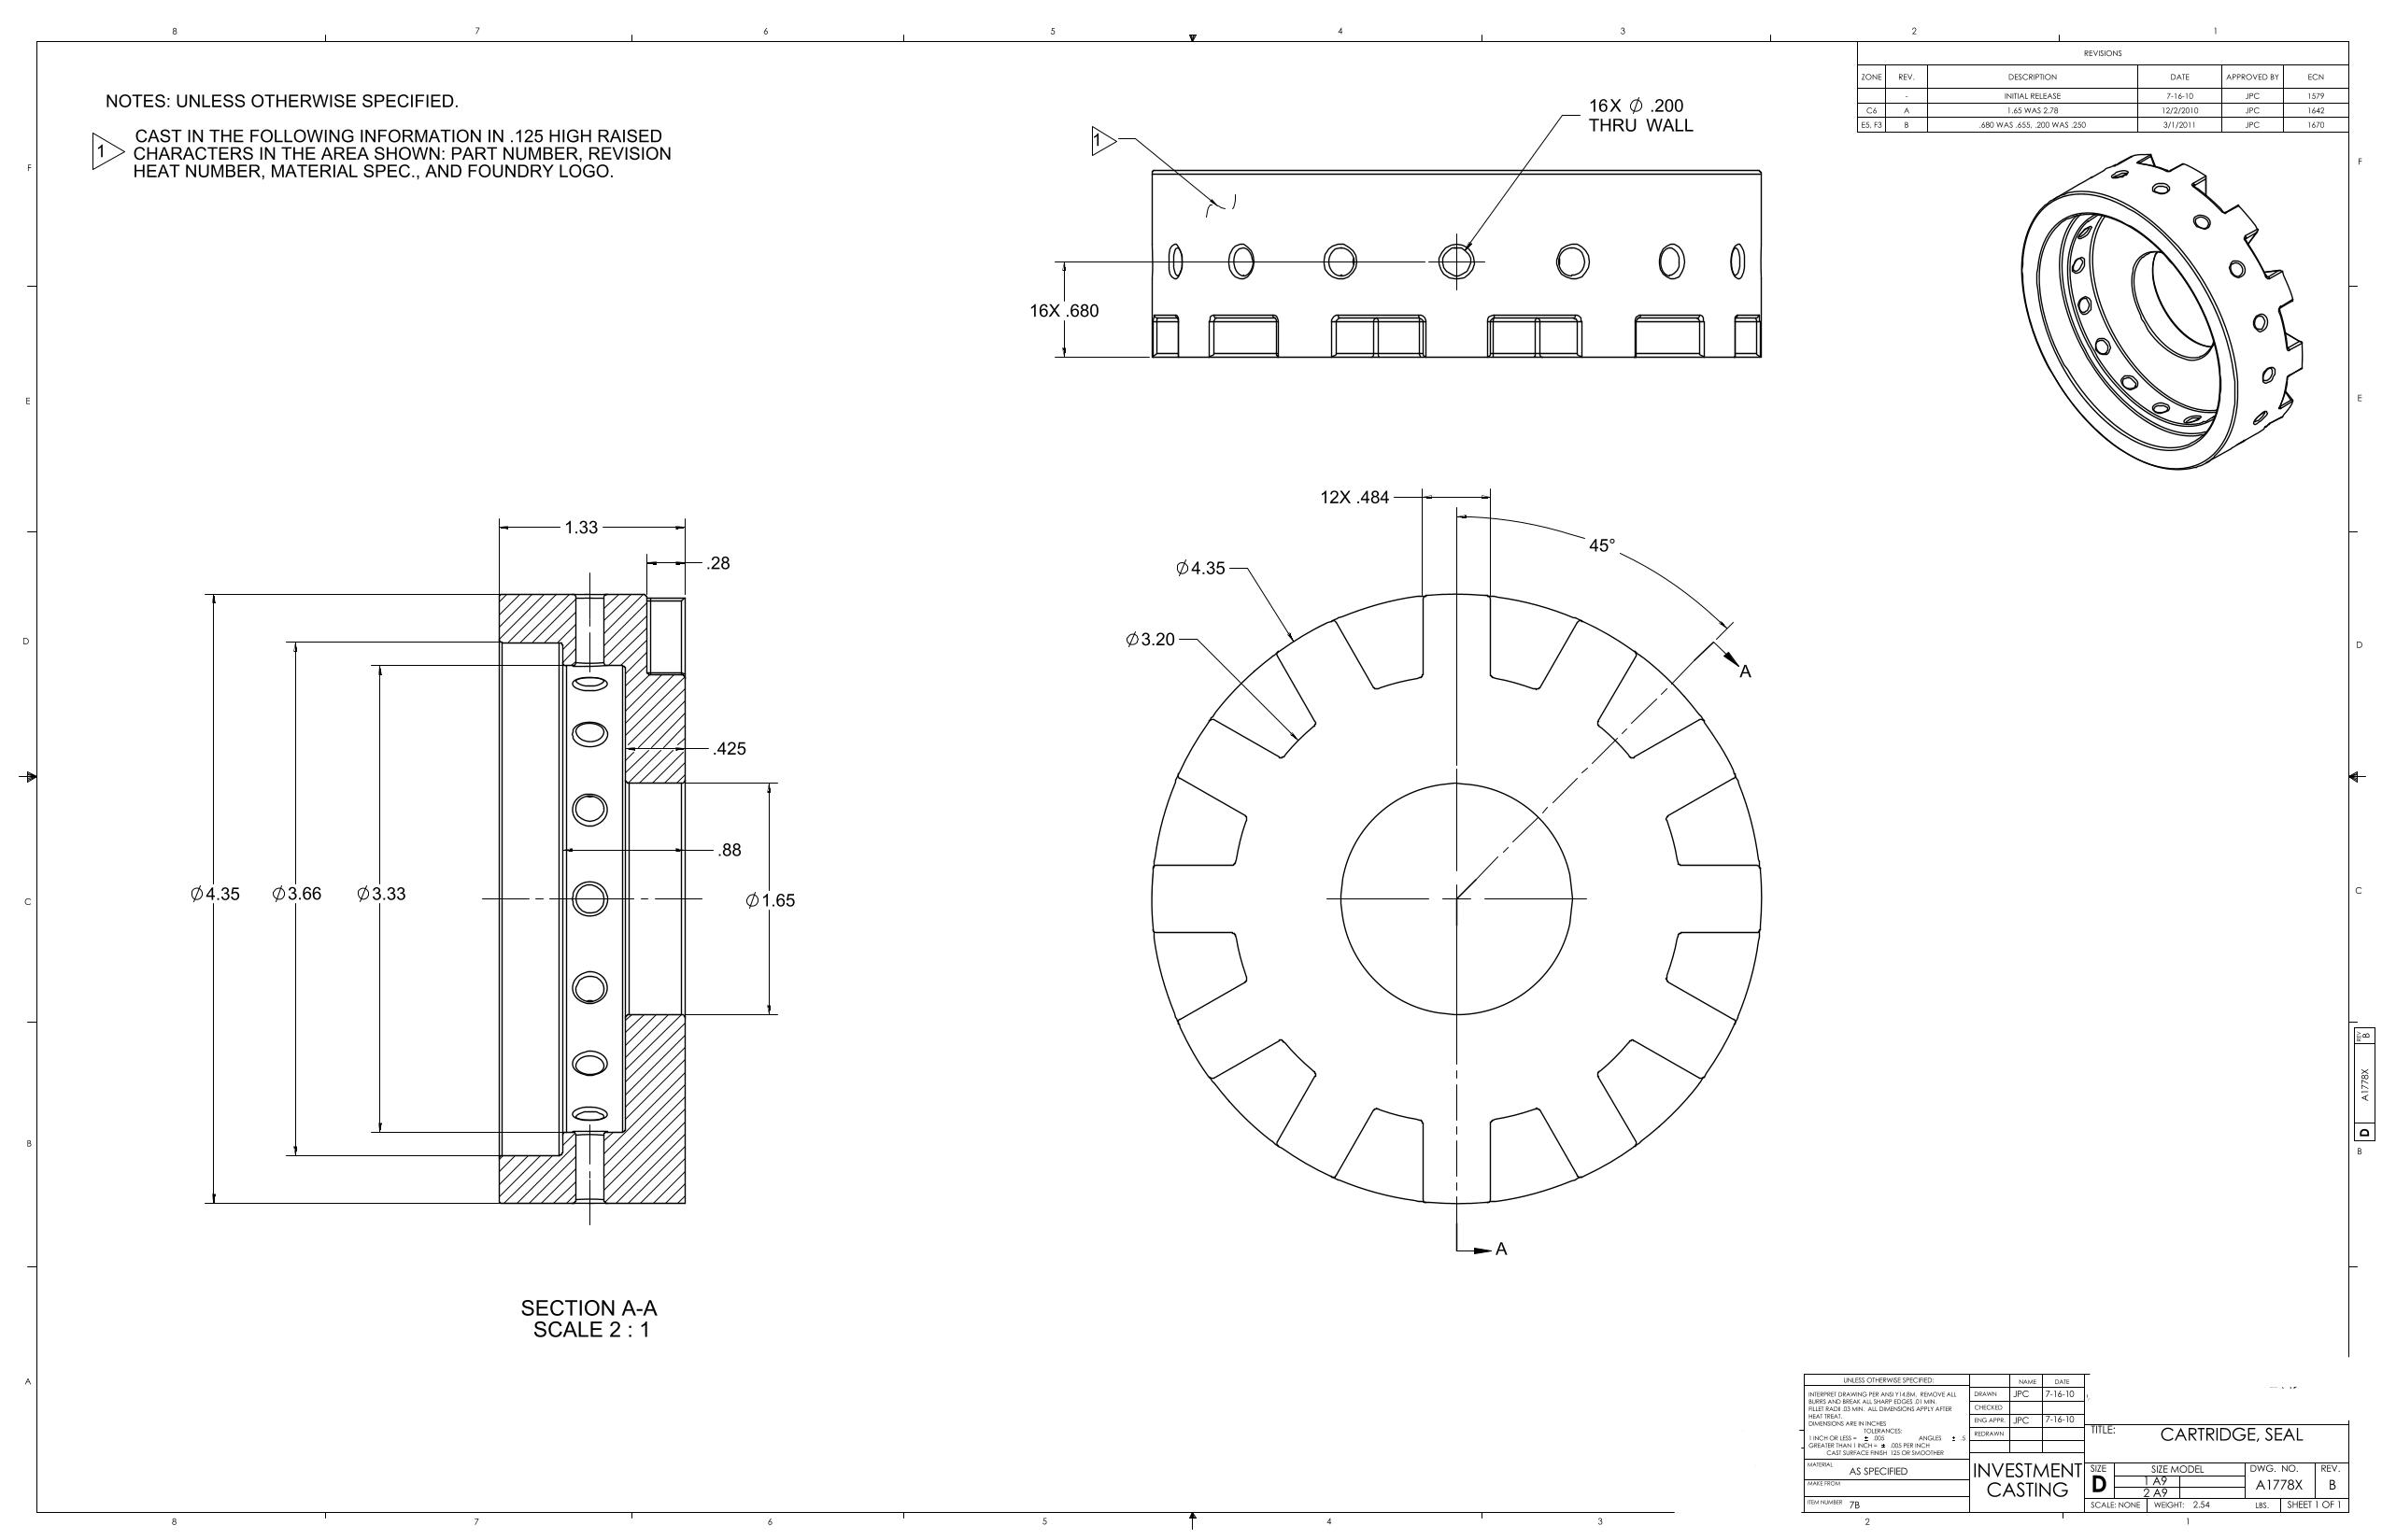 8 7 6 5 4 3 2 1
REVISIONS
ZONE REV. DESCRIPTION DATE APPROVED BY ECN
- INITIAL RELEASE 7-16-10 JPC 1579
C6 A 1.65 WAS 2.78 12/2/2010 JPC 1642
E5, F3 B .680 WAS .655, .200 WAS .250 3/1/2011 JPC 1670
NOTES: UNLESS OTHERWISE SPECIFIED.
1 CAST IN THE FOLLOWING INFORMATION IN .125 HIGH RAISED
CHARACTERS IN THE AREA SHOWN: PART NUMBER, REVISION
HEAT NUMBER, MATERIAL SPEC., AND FOUNDRY LOGO.
1
16X ∅ .200
THRU WALL
16X .680
F F
E E
D D
C C
B B
A
12X .484
45°
∅4.35
∅3.20
A
A
1.33
.28
.425
.88
∅4.35
∅3.66
∅3.33
∅1.65
SECTION A-A
SCALE 2 : 1
REV B
A1778X
D
UNLESS OTHERWISE SPECIFIED:
INTERPRET DRAWING PER ANSI Y14.8M. REMOVE ALL
BURRS AND BREAK ALL SHARP EDGES .01 MIN.
FILLET RADII .03 MIN. ALL DIMENSIONS APPLY AFTER
HEAT TREAT.
DIMENSIONS ARE IN INCHES
TOLERANCES:
1 INCH OR LESS = ± .005 ANGLES ± .5
GREATER THAN 1 INCH = ± .005 PER INCH
CAST SURFACE FINISH 125 OR SMOOTHER
MATERIAL
AS SPECIFIED
MAKE FROM
ITEM NUMBER 7B
NAME DATE
DRAWN JPC 7-16-10
CHECKED
ENG APPR. JPC 7-16-10
REDRAWN
INVESTMENT
CASTING
TITLE:
CARTRIDGE, SEAL
SIZE
D
SIZE MODEL
1 A9
2 A9
DWG. NO.
A1778X
REV.
B
SCALE: NONE WEIGHT: 2.54 LBS. SHEET 1 OF 1
8 7 6 5 4 3 2 1